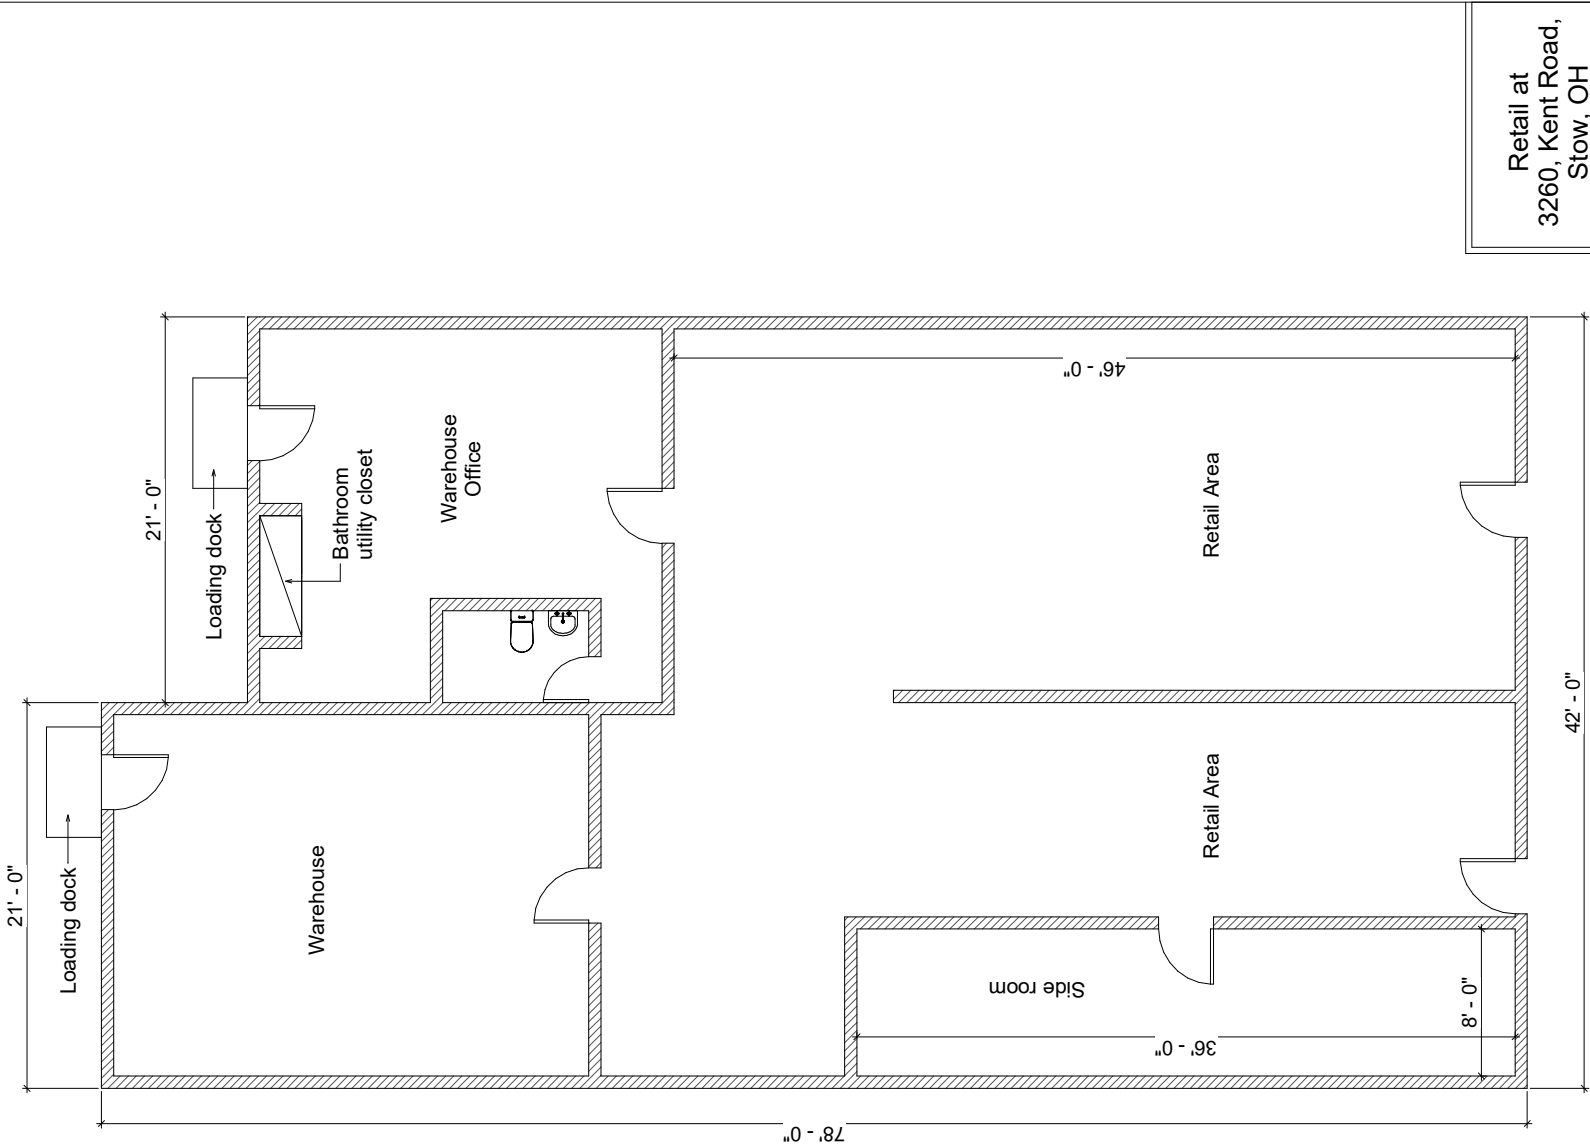 Retail at
3260, Kent Road,
Stow, OH
21' - 0"
Loading dock
21' - 0"
Loading dock
Bathroom
utility closet
Warehouse
Office
46' - 0"
Warehouse
Retail Area
Retail Area
Side room
36' - 0"
8' - 0"
42' - 0"
78' - 0"